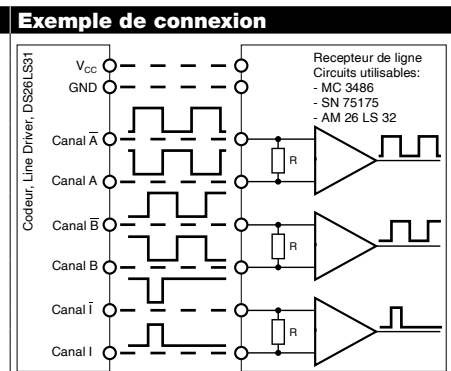 Exemple de connexion
Codeur, Line Driver, DS26LS31
V_CC
GND
Canal A̅
Canal A
Canal B̅
Canal B
Canal I̅
Canal I
Recepteur de ligne
Circuits utilisables:
- MC 3486
- SN 75175
- AM 26 LS 32
R
R
R